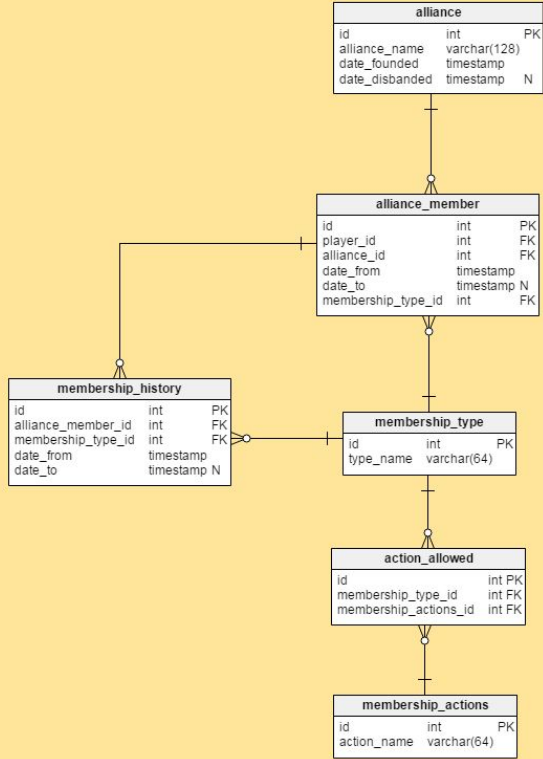 alliance
id int PK
alliance_name varchar(128)
date_founded timestamp
date_disbanded timestamp N
alliance_member
id int PK
player_id int FK
alliance_id int FK
date_from timestamp
date_to timestamp N
membership_type_id int FK
membership_history
id int PK
alliance_member_id int FK
membership_type_id int FK
date_from timestamp
date_to timestamp N
membership_type
id int PK
type_name varchar(64)
action_allowed
id int PK
membership_type_id int FK
membership_actions_id int FK
membership_actions
id int PK
action_name varchar(64)